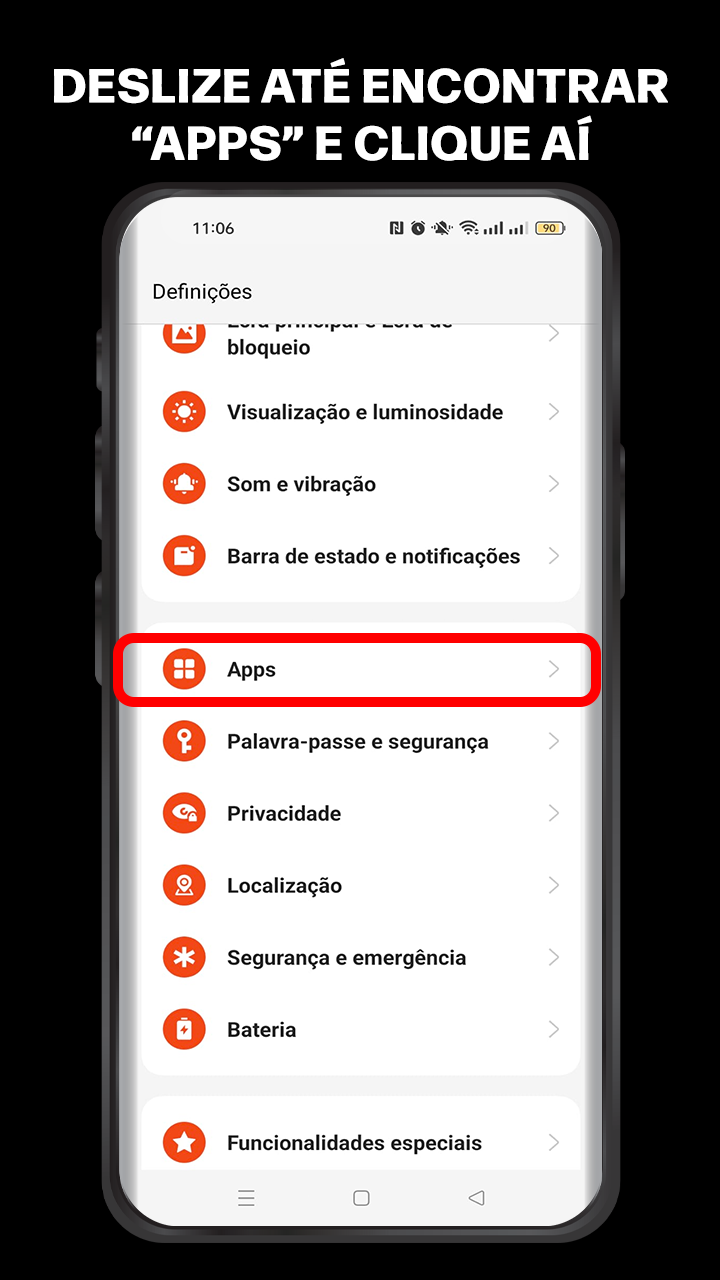 DESLIZE ATÉ ENCONTRAR
“APPS” E CLIQUE AÍ
11:06
90
Definições
bloqueio
Visualização e luminosidade
Som e vibração
Barra de estado e notificações
Apps
Palavra-passe e segurança
Privacidade
Localização
Segurança e emergência
Bateria
Funcionalidades especiais